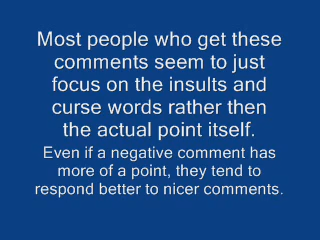 Most people who get these
comments seem to just
focus on the insults and
curse words rather then
the actual point itself.
Even if a negative comment has
more of a point, they tend to
respond better to nicer comments.